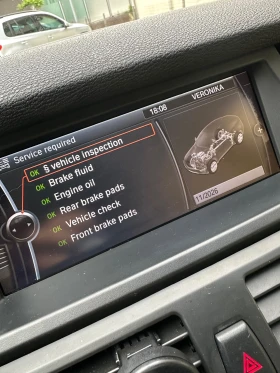 18:08
VERONIKA
Service required
OK § vehicle inspection
OK Brake fluid
OK Engine oil
OK Rear brake pads
OK Vehicle check
OK Front brake pads
11/2026